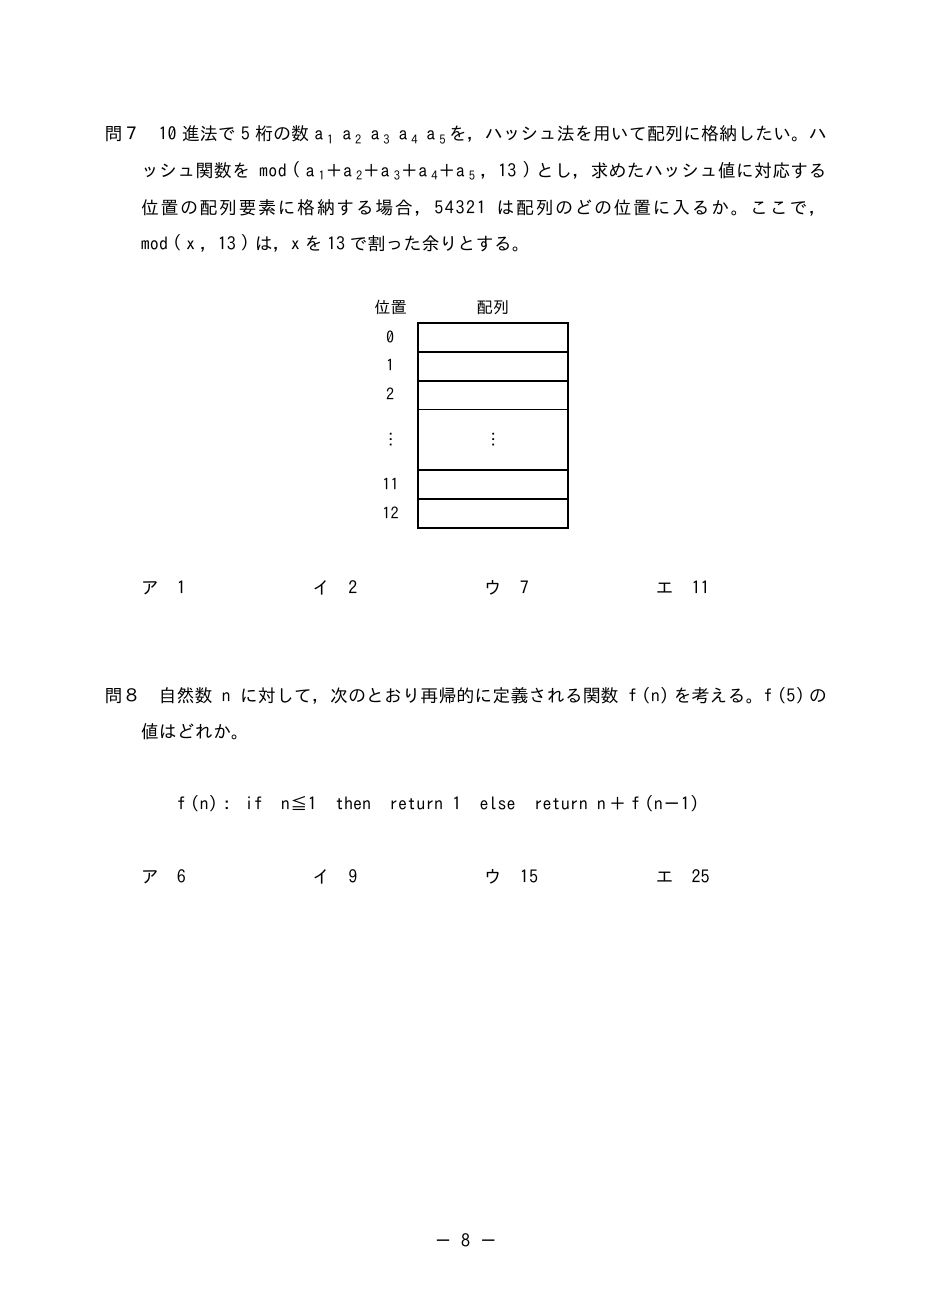 問7 10進法で5桁の数a₁ a₂ a₃ a₄ a₅を，ハッシュ法を用いて配列に格納したい。ハ
ッシュ関数を mod(a₁+a₂+a₃+a₄+a₅，13)とし，求めたハッシュ値に対応する
位置の配列要素に格納する場合，54321 は配列のどの位置に入るか。ここで，
mod(x，13)は，xを13で割った余りとする。
位置 配列
0
1
2
⋮ ⋮
11
12
ア 1 イ 2 ウ 7 エ 11
問8 自然数 n に対して，次のとおり再帰的に定義される関数 f(n)を考える。f(5)の
値はどれか。
f(n): if n≦1 then return 1 else return n＋f(n－1)
ア 6 イ 9 ウ 15 エ 25
－ 8 －